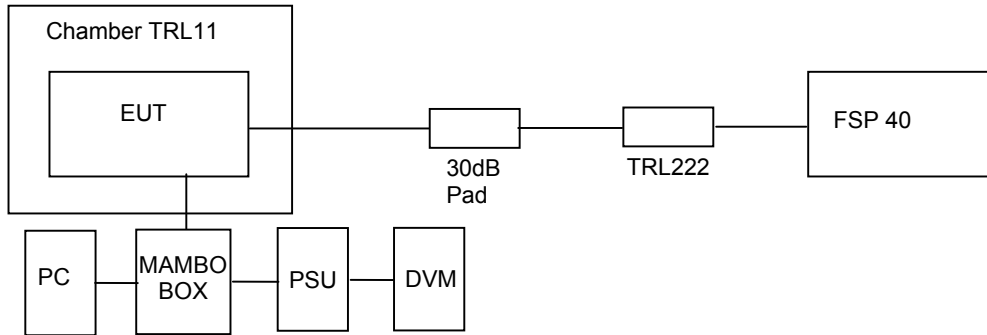 Chamber TRL11
EUT
FSP 40
30dB
Pad
TRL222
PC
MAMBO
BOX
PSU
DVM